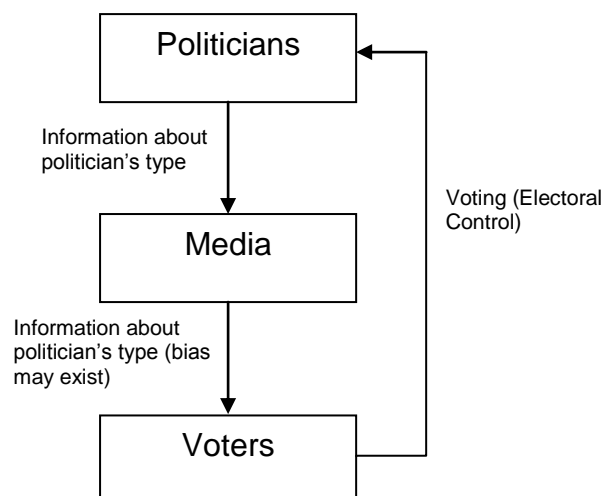 Politicians
Information about
politician’s type
Voting (Electoral
Control)
Media
Information about
politician’s type (bias
may exist)
Voters